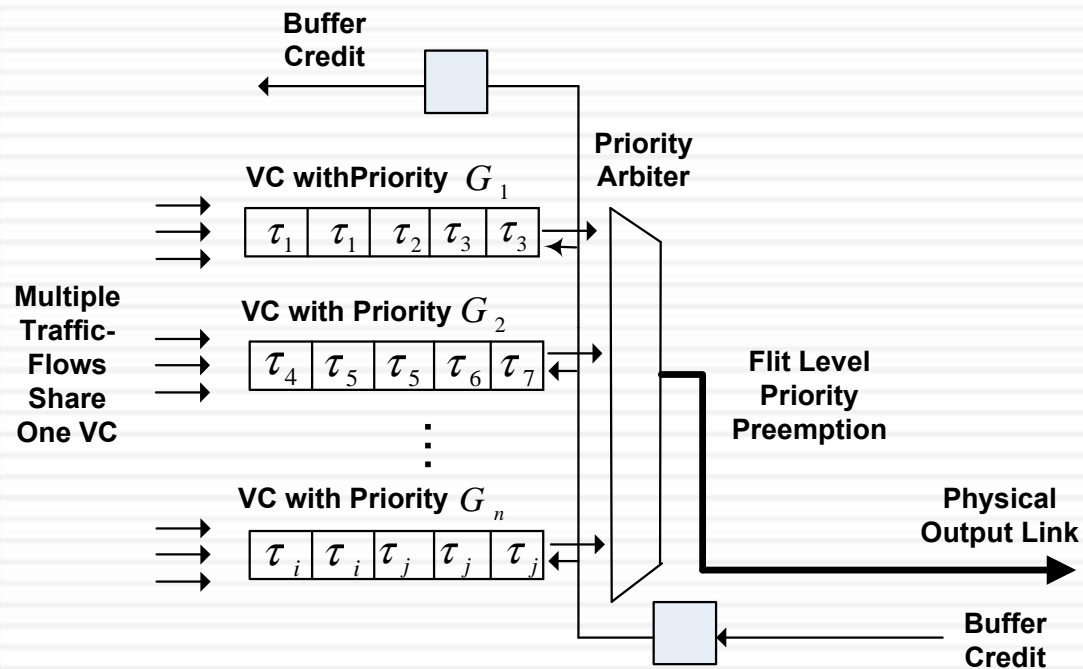 Buffer
Credit
Priority
Arbiter
VC withPriority G₁
τ₁ τ₁ τ₂ τ₃ τ₃
Multiple
Traffic-
Flows
Share
One VC
VC with Priority G₂
τ₄ τ₅ τ₅ τ₆ τ₇
Flit Level
Priority
Preemption
⋮
VC with Priority Gₙ
τᵢ τᵢ τⱼ τⱼ τⱼ
Physical
Output Link
Buffer
Credit